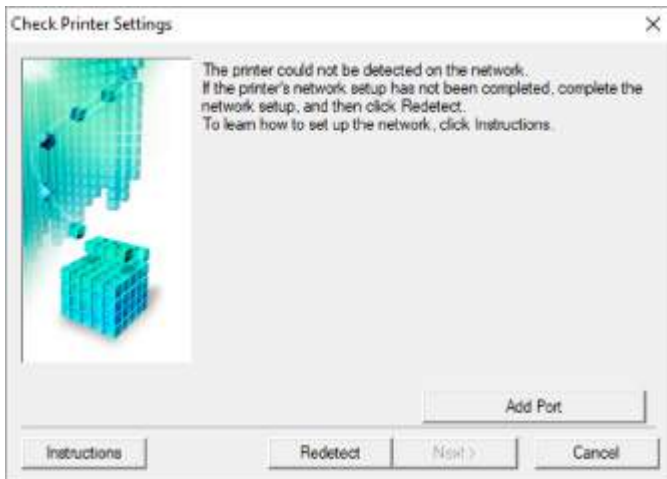 Check Printer Settings
The printer could not be detected on the network.
If the printer's network setup has not been completed, complete the
network setup, and then click Redetect.
To learn how to set up the network, click Instructions.
Add Port
Instructions
Redetect
Next >
Cancel